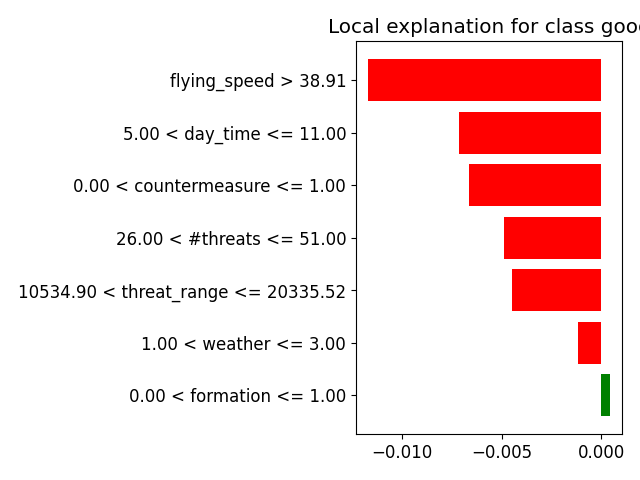 Local explanation for class good
flying_speed > 38.91
5.00 < day_time <= 11.00
0.00 < countermeasure <= 1.00
26.00 < #threats <= 51.00
10534.90 < threat_range <= 20335.52
1.00 < weather <= 3.00
0.00 < formation <= 1.00
−0.010 −0.005 0.000